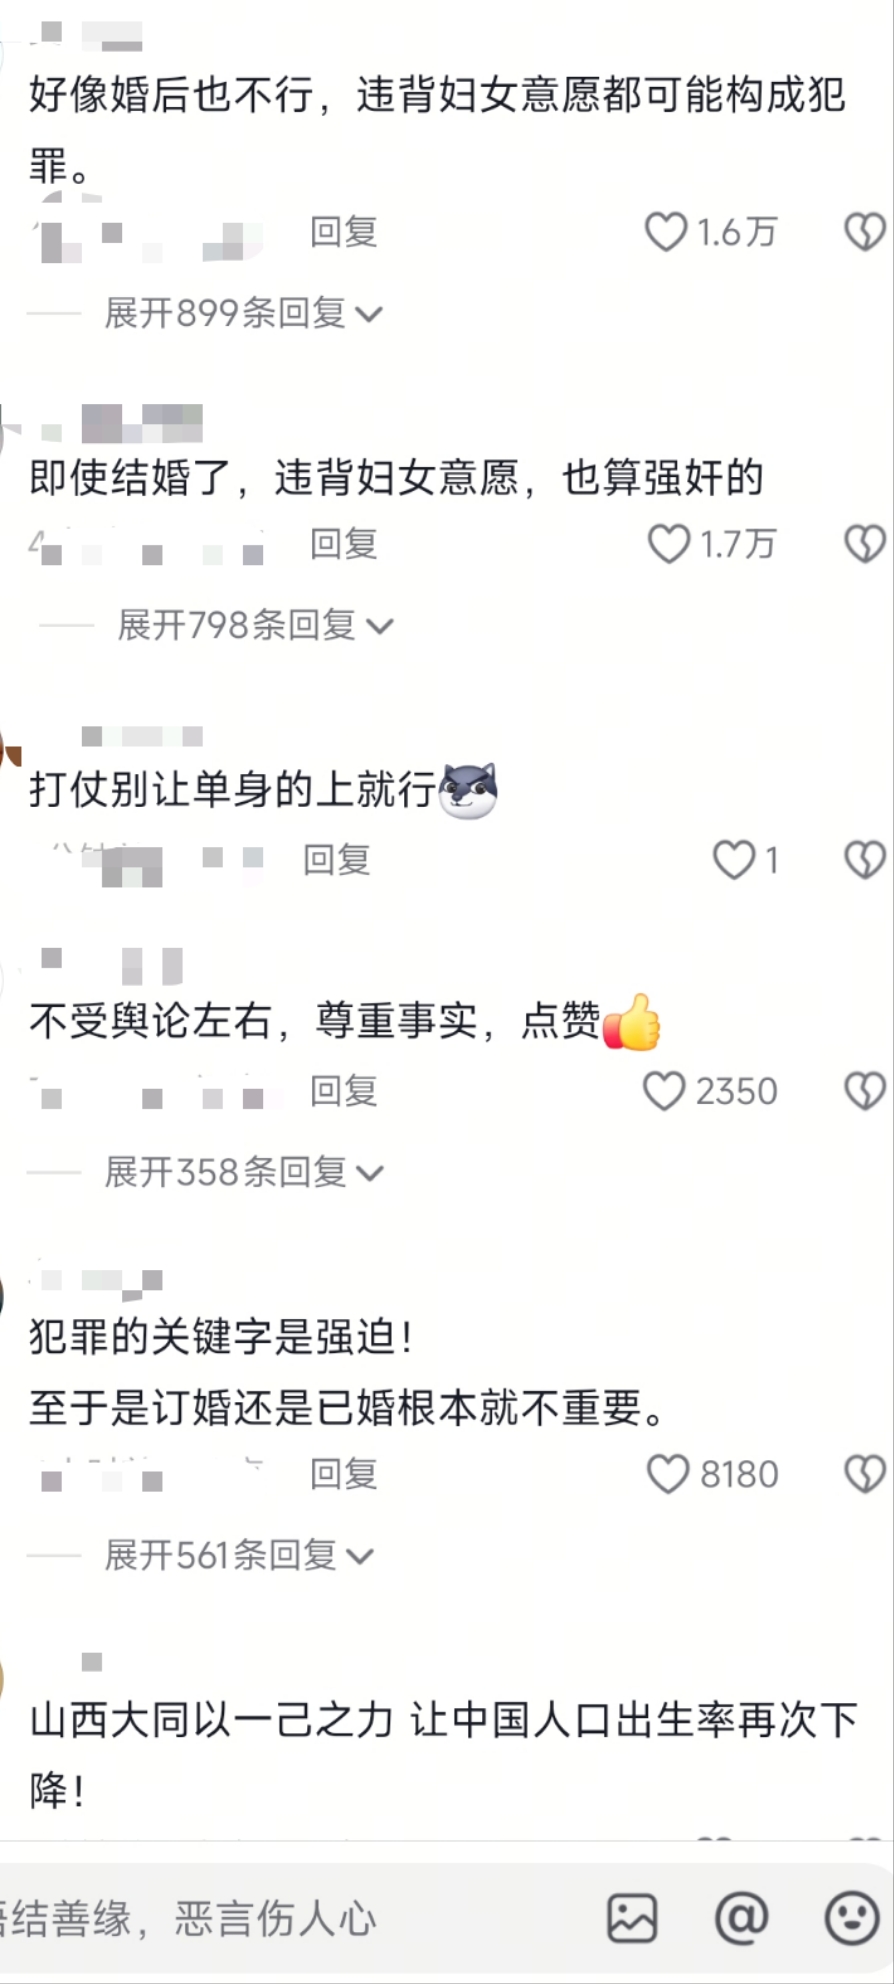 好像婚后也不行，违背妇女意愿都可能构成犯
罪。
回复 1.6万
展开899条回复
即使结婚了，违背妇女意愿，也算强奸的
回复 1.7万
展开798条回复
打仗别让单身的上就行
回复 1
不受舆论左右，尊重事实，点赞
回复 2350
展开358条回复
犯罪的关键字是强迫！
至于是订婚还是已婚根本就不重要。
回复 8180
展开561条回复
山西大同以一己之力 让中国人口出生率再次下
降！
结善缘，恶言伤人心